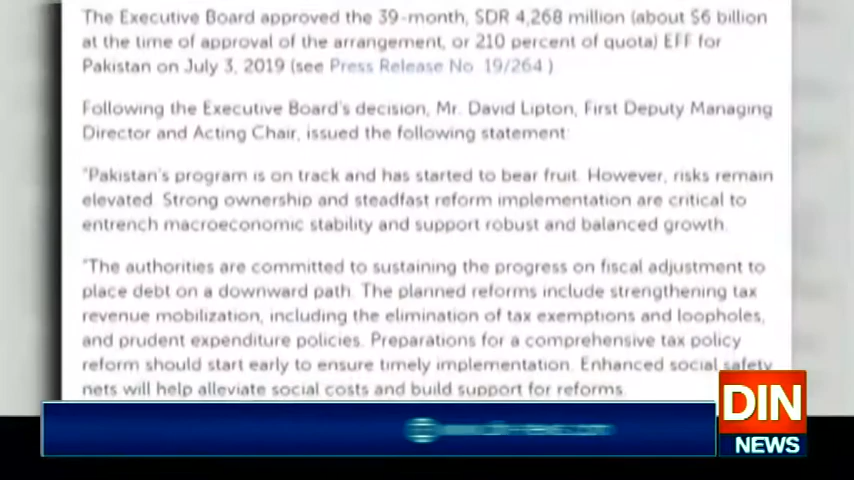 The Executive Board approved the 39-month, SDR 4,268 million (about $6 billion
at the time of approval of the arrangement, or 210 percent of quota) EFF for
Pakistan on July 3, 2019 (see Press Release No. 19/264 )
Following the Executive Board's decision, Mr. David Lipton, First Deputy Managing
Director and Acting Chair, issued the following statement:
"Pakistan's program is on track and has started to bear fruit. However, risks remain
elevated. Strong ownership and steadfast reform implementation are critical to
entrench macroeconomic stability and support robust and balanced growth.
"The authorities are committed to sustaining the progress on fiscal adjustment to
place debt on a downward path. The planned reforms include strengthening tax
revenue mobilization, including the elimination of tax exemptions and loopholes,
and prudent expenditure policies. Preparations for a comprehensive tax policy
reform should start early to ensure timely implementation. Enhanced social safety
nets will help alleviate social costs and build support for reforms.
DIN
NEWS